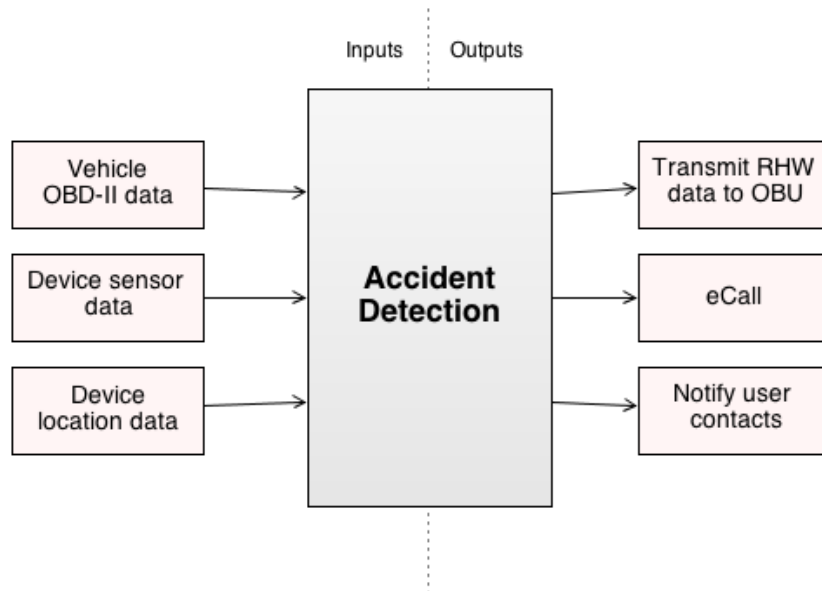 Inputs
Outputs
Vehicle
OBD-II data
Device sensor
data
Device
location data
Accident
Detection
Transmit RHW
data to OBU
eCall
Notify user
contacts